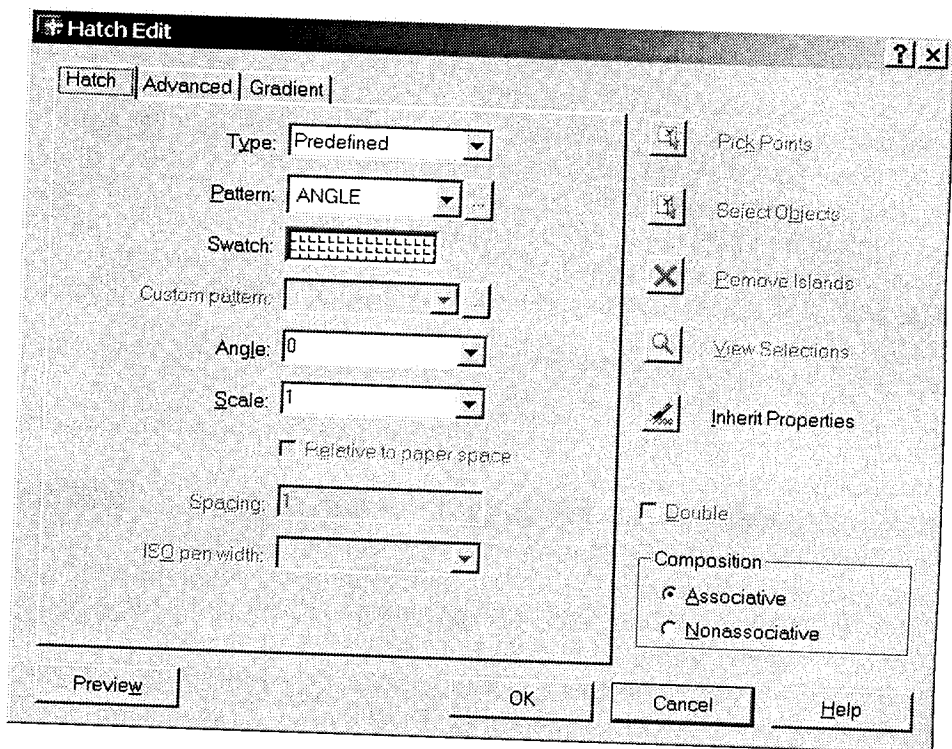 Hatch Edit
? ×
Hatch Advanced Gradient
Type: Predefined
Pattern: ANGLE ...
Swatch:
Custom pattern: ...
Angle: 0
Scale: 1
Relative to paper space
Spacing: 1
ISO pen width:
Pick Points
Select Objects
Remove Islands
View Selections
Inherit Properties
Double
Composition
Associative
Nonassociative
Preview
OK
Cancel
Help